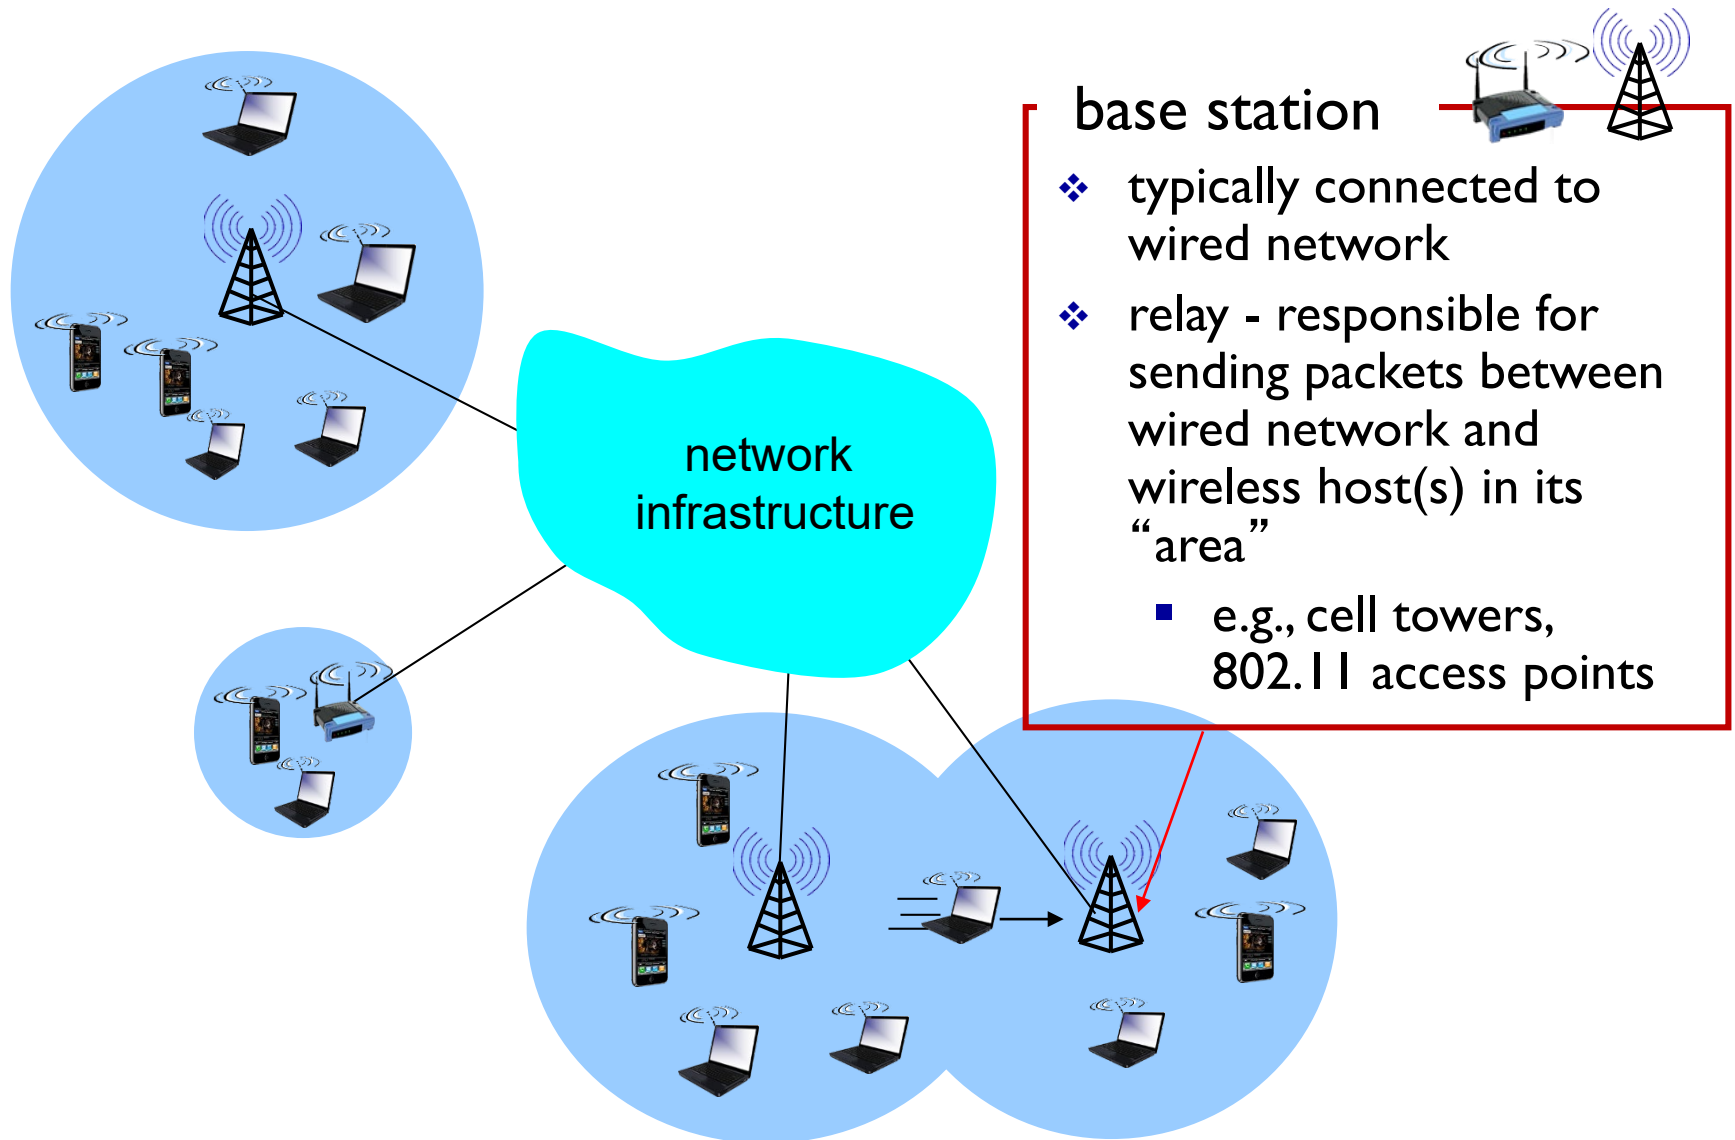 base station
❖ typically connected to
wired network
❖ relay - responsible for
sending packets between
wired network and
wireless host(s) in its
“area”
▪ e.g., cell towers,
802.11 access points
network
infrastructure